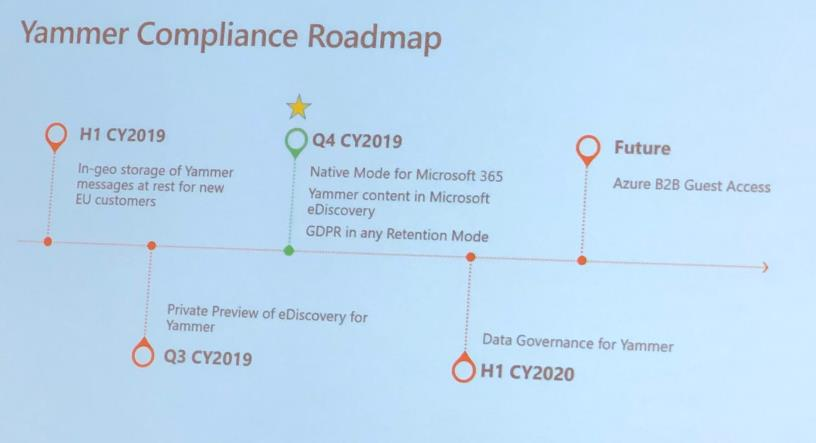 Yammer Compliance Roadmap
H1 CY2019
In-geo storage of Yammer
messages at rest for new
EU customers
Q4 CY2019
Native Mode for Microsoft 365
Yammer content in Microsoft
eDiscovery
GDPR in any Retention Mode
Future
Azure B2B Guest Access
Private Preview of eDiscovery for
Yammer
Q3 CY2019
Data Governance for Yammer
H1 CY2020